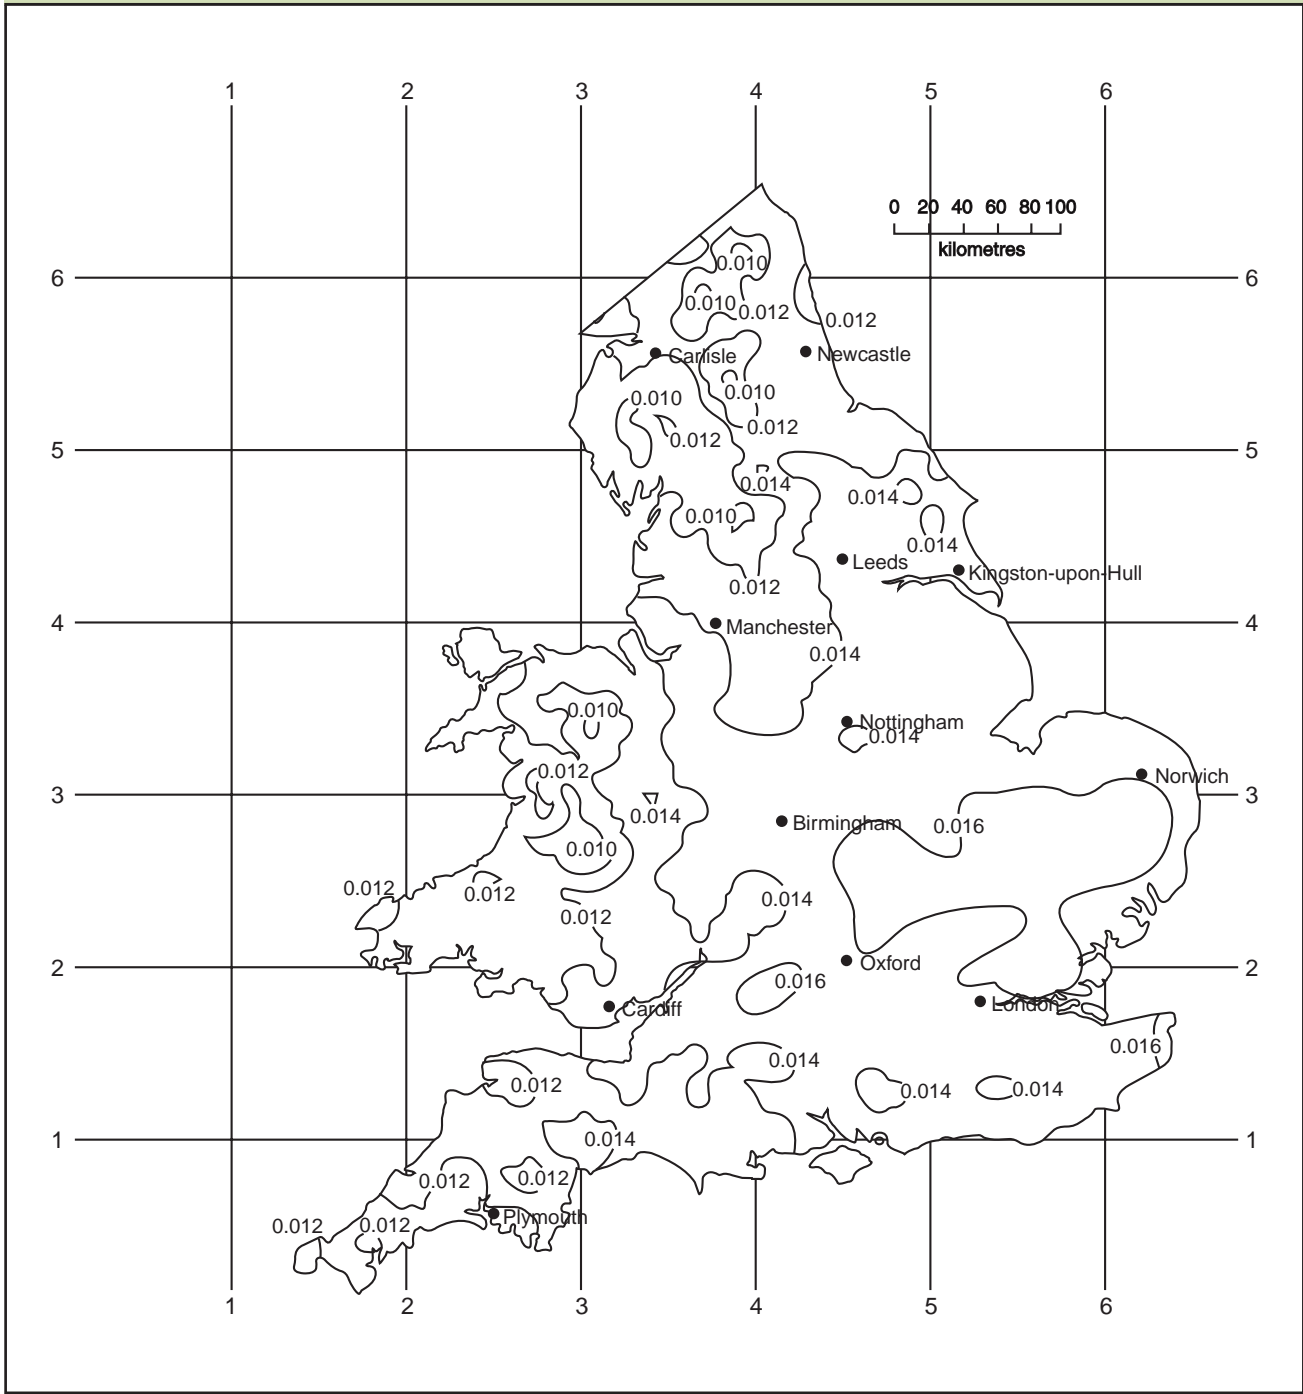 1 2 3 4 5 6
0 20 40 60 80 100
kilometres
0.010
6 6
0.010 0.012 0.012
Carlisle Newcastle
0.010 0.010
0.012 0.012
5 5
0.014 0.014
0.010
0.014
Leeds Kingston-upon-Hull
0.012
4 Manchester 4
0.014
0.010 Nottingham
0.014
0.012 Norwich
3 3
0.014 Birmingham 0.016
0.010
0.012 0.012 0.014
0.012
2 Oxford 2
0.016
Cardiff London
0.014 0.016
0.012 0.014 0.014
1 0.014 1
0.012 0.012
0.012 0.012 Plymouth
1 2 3 4 5 6